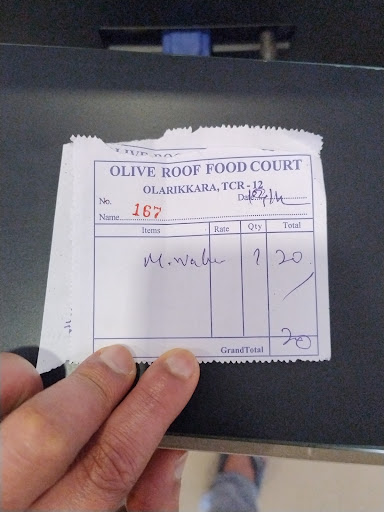 OLIVE ROOF FOOD COURT
OLARIKKARA, TCR - 12
No. 167 Date
Name
Items Rate Qty Total
M. Water 1 20
GrandTotal 20